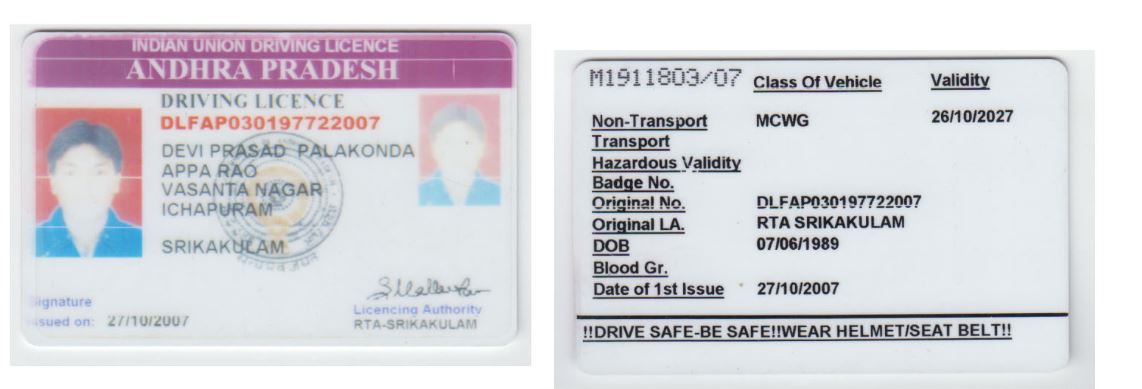 INDIAN UNION DRIVING LICENCE
ANDHRA PRADESH
DRIVING LICENCE
DLFAP030197722007
DEVI PRASAD PALAKONDA
APPA RAO
VASANTA NAGAR
ICHAPURAM
SRIKAKULAM
Signature
Issued on: 27/10/2007
Licencing Authority
RTA-SRIKAKULAM
M1911803/07 Class Of Vehicle Validity
Non-Transport MCWG 26/10/2027
Transport
Hazardous Validity
Badge No.
Original No. DLFAP030197722007
Original LA. RTA SRIKAKULAM
DOB 07/06/1989
Blood Gr.
Date of 1st Issue 27/10/2007
!!DRIVE SAFE-BE SAFE!!WEAR HELMET/SEAT BELT!!